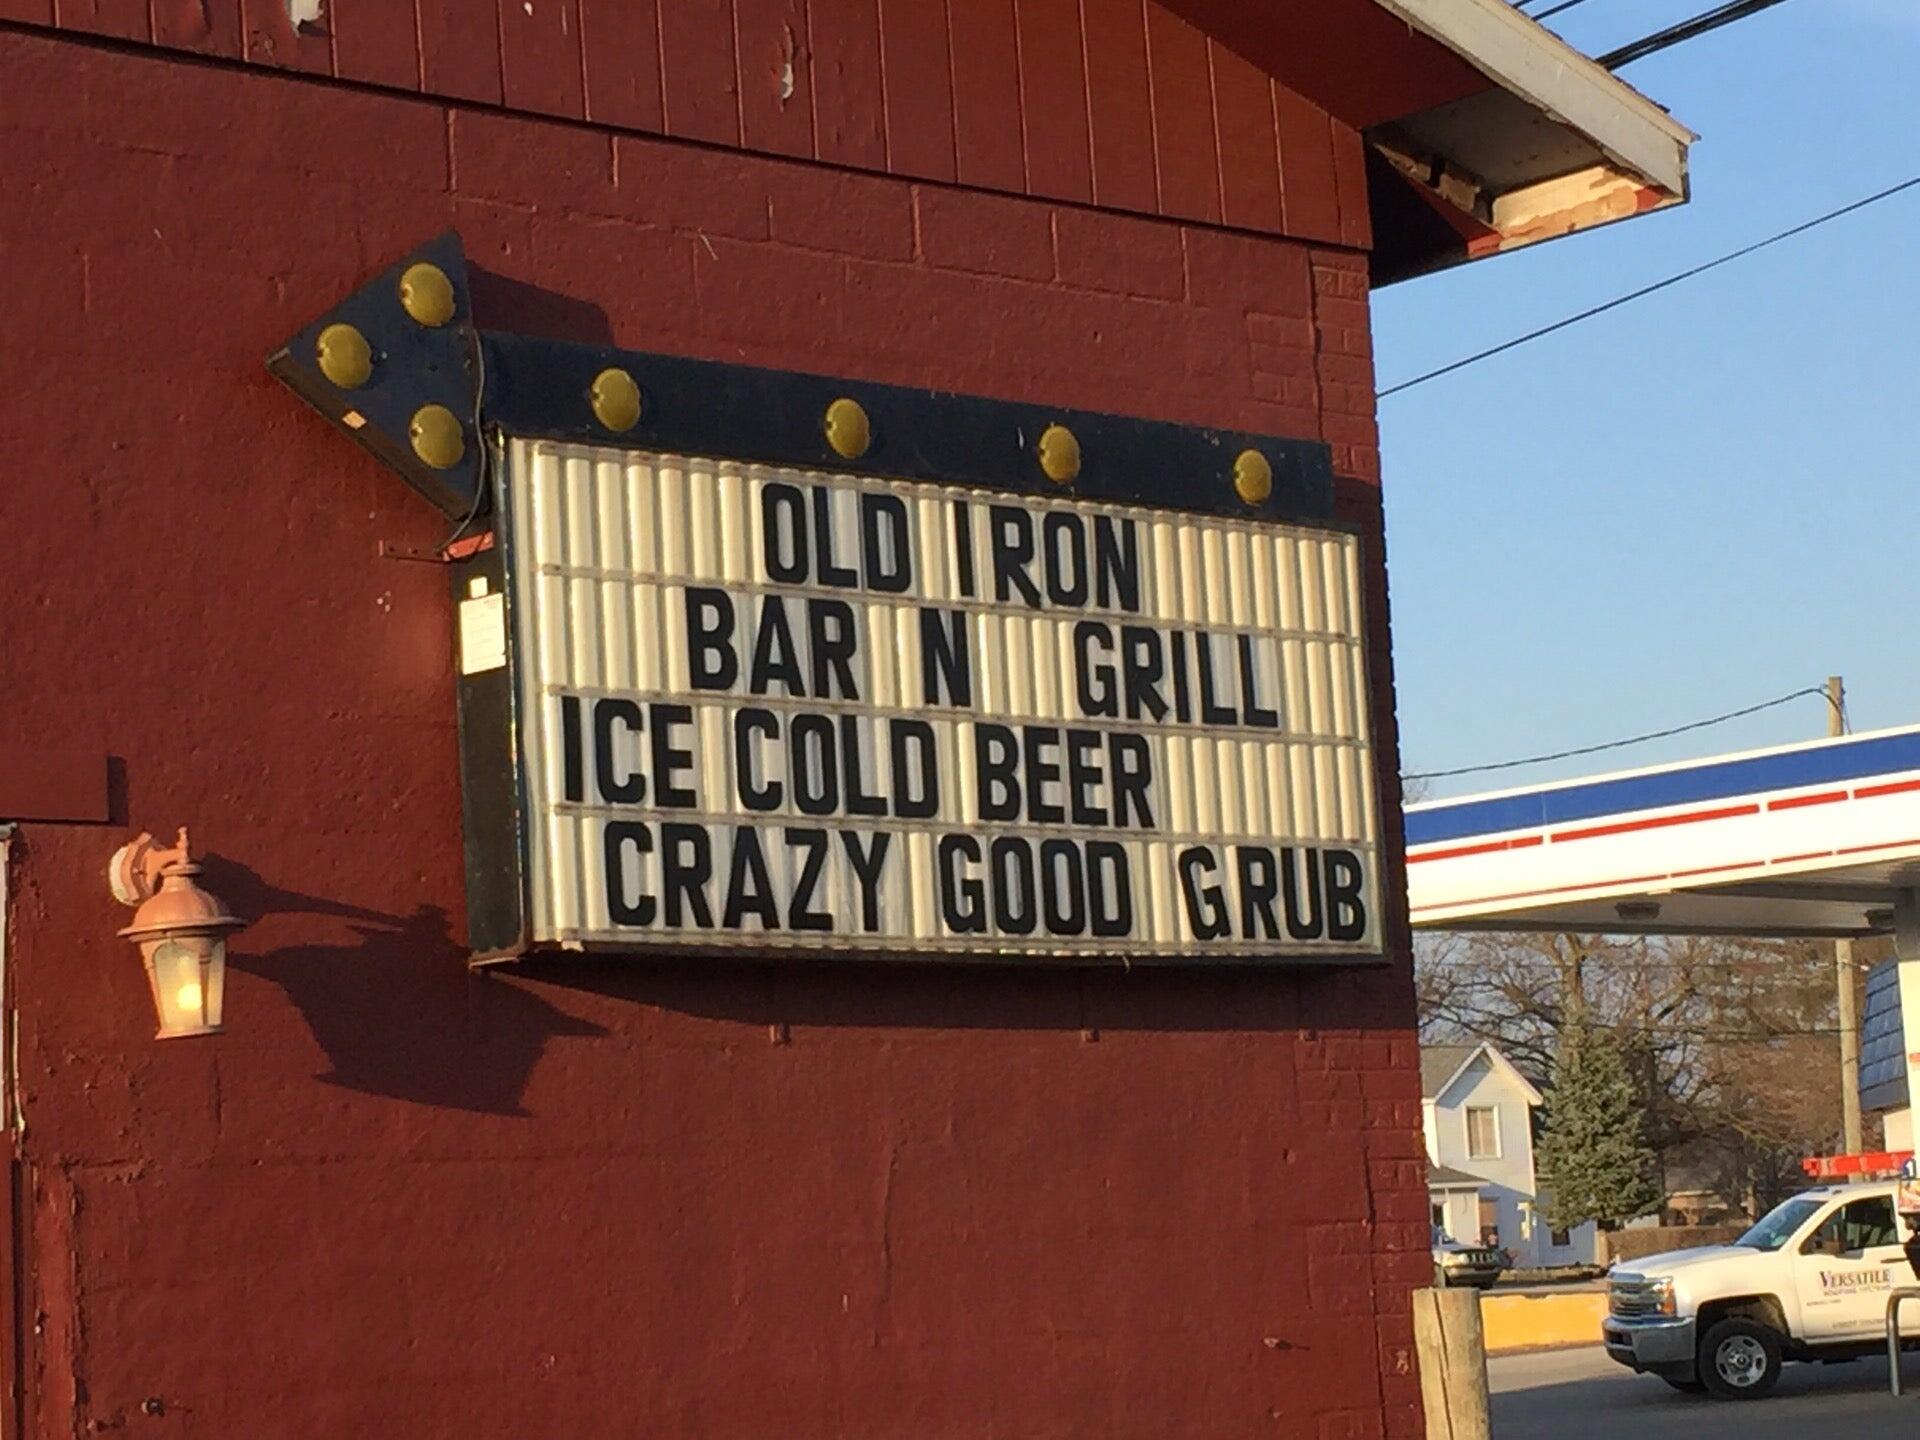 OLD IRON
BAR N GRILL
ICE COLD BEER
CRAZY GOOD GRUB
VERSATILE